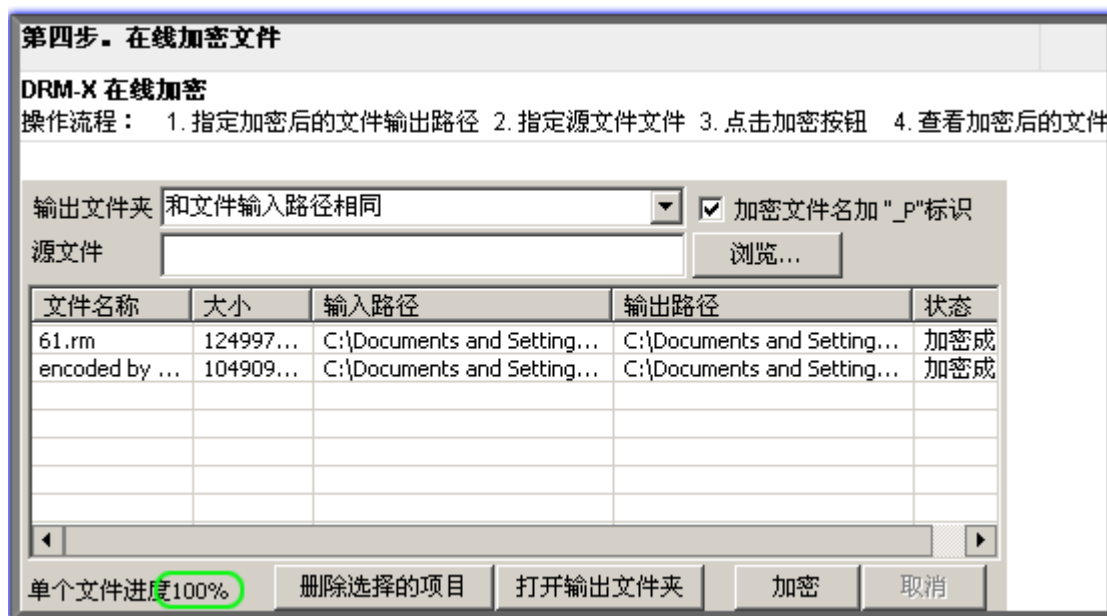 第四步。在线加密文件
DRM-X 在线加密
操作流程： 1.指定加密后的文件输出路径 2.指定源文件文件 3.点击加密按钮 4.查看加密后的文件
输出文件夹 和文件输入路径相同 加密文件名加"_P"标识
源文件 浏览...
文件名称 大小 输入路径 输出路径 状态
61.rm 124997... C:\Documents and Setting... C:\Documents and Setting... 加密成
encoded by ... 104909... C:\Documents and Setting... C:\Documents and Setting... 加密成
单个文件进度100% 删除选择的项目 打开输出文件夹 加密 取消